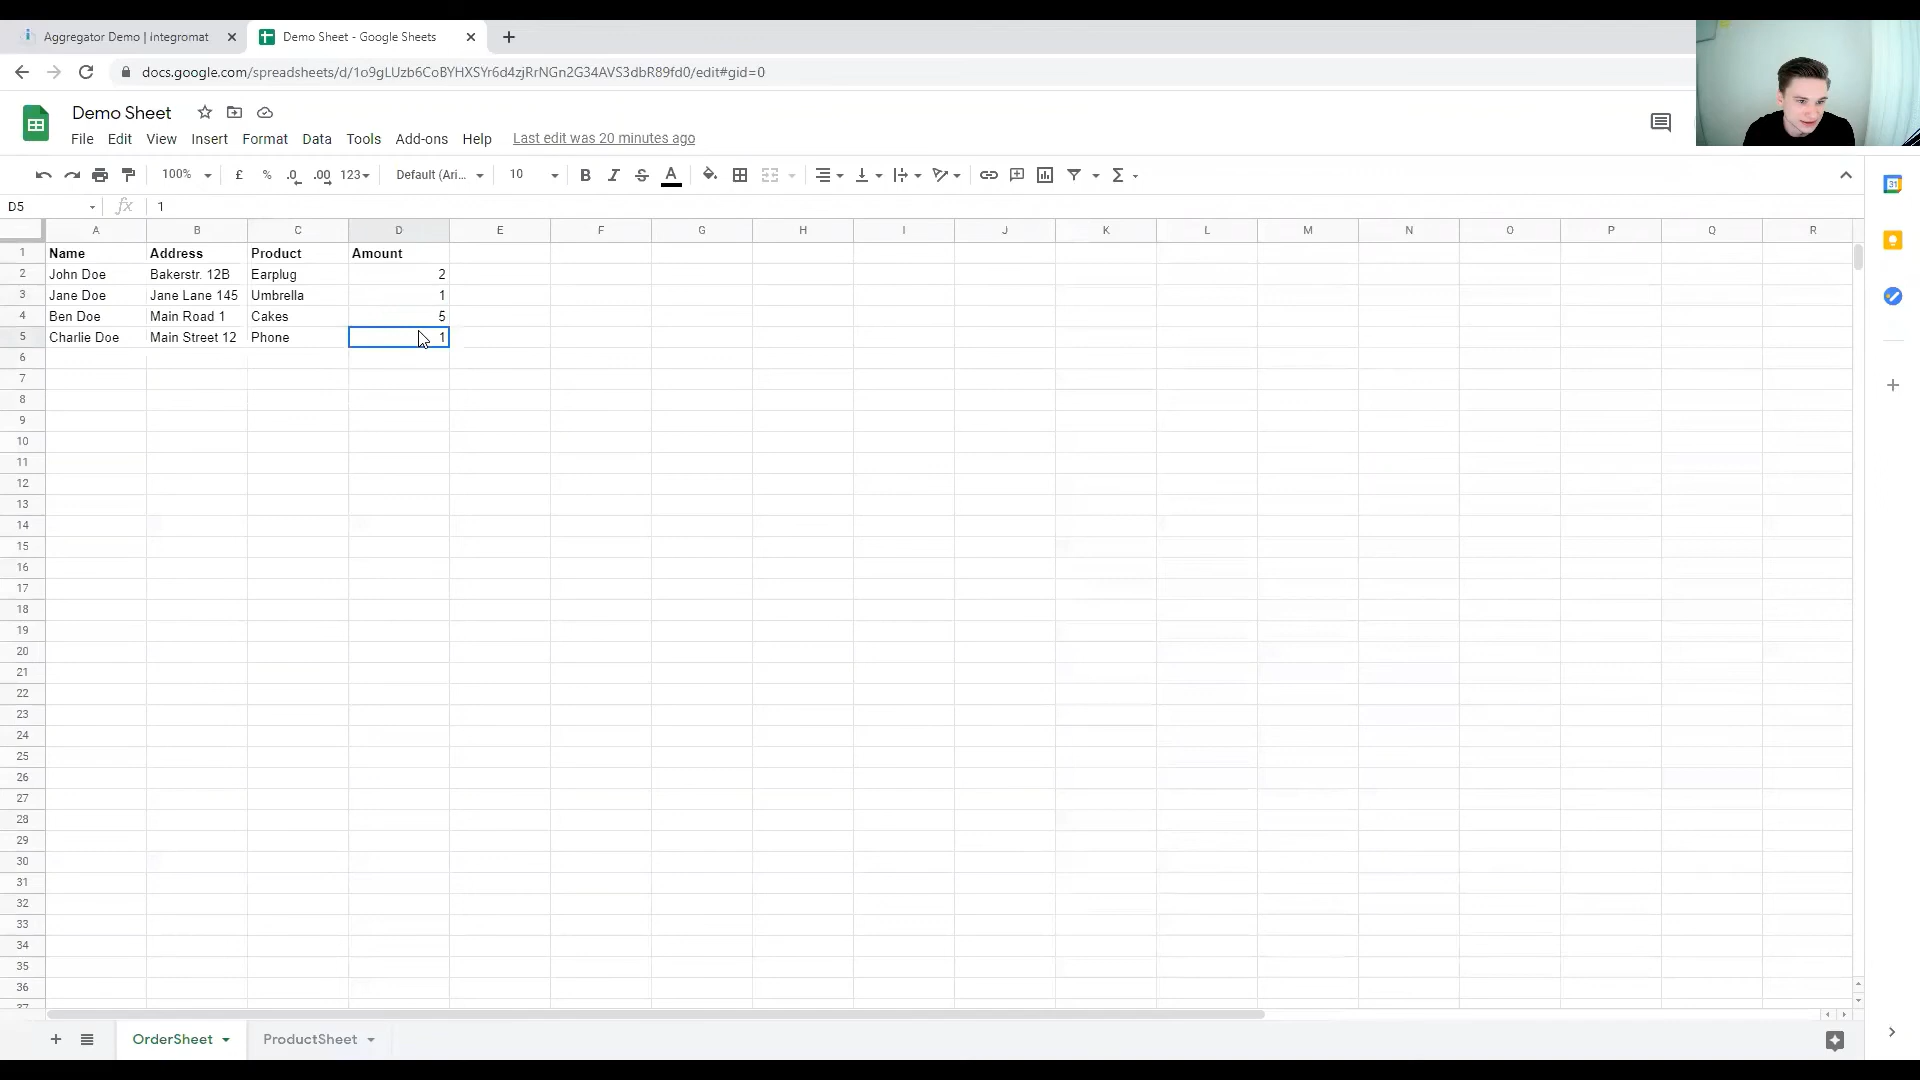 Aggregator Demo | Integromat
Demo Sheet - Google Sheets
docs.google.com/spreadsheets/d/1o9gLUzb6CoBYHXSYr6d4zjRrNGn2G34AVS3dbR89fd0/edit#gid=0
Demo Sheet
File Edit View Insert Format Data Tools Add-ons Help Last edit was 20 minutes ago
100% £ % .0 .00 123 Default (Ari... 10 B I S A Σ
D5 fx 1
A B C D E F G H I J K L M N O P Q R
1 Name Address Product Amount
2 John Doe Bakerstr. 12B Earplug 2
3 Jane Doe Jane Lane 145 Umbrella 1
4 Ben Doe Main Road 1 Cakes 5
5 Charlie Doe Main Street 12 Phone 1
6
7
8
9
10
11
12
13
14
15
16
17
18
19
20
21
22
23
24
25
26
27
28
29
30
31
32
33
34
35
36
37
OrderSheet ProductSheet
31